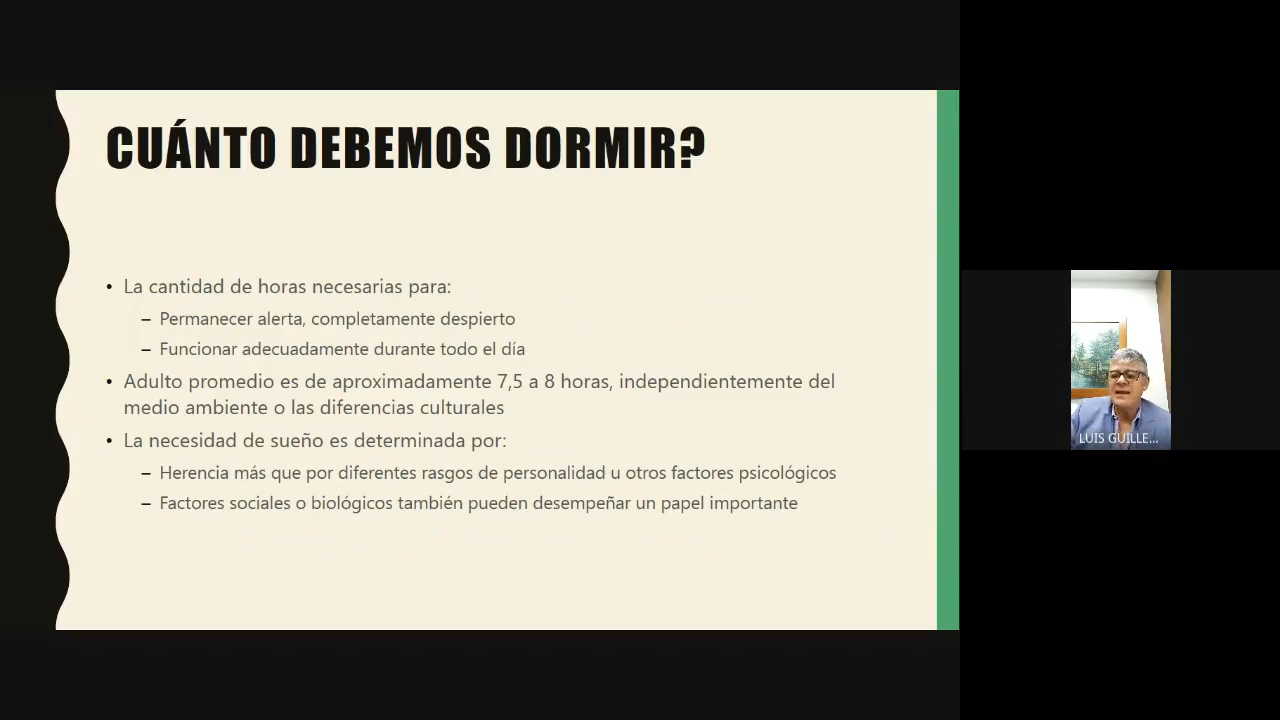 CUÁNTO DEBEMOS DORMIR?
• La cantidad de horas necesarias para:
– Permanecer alerta, completamente despierto
– Funcionar adecuadamente durante todo el día
• Adulto promedio es de aproximadamente 7,5 a 8 horas, independientemente del
medio ambiente o las diferencias culturales
• La necesidad de sueño es determinada por:
– Herencia más que por diferentes rasgos de personalidad u otros factores psicológicos
– Factores sociales o biológicos también pueden desempeñar un papel importante
LUIS GUILLE...